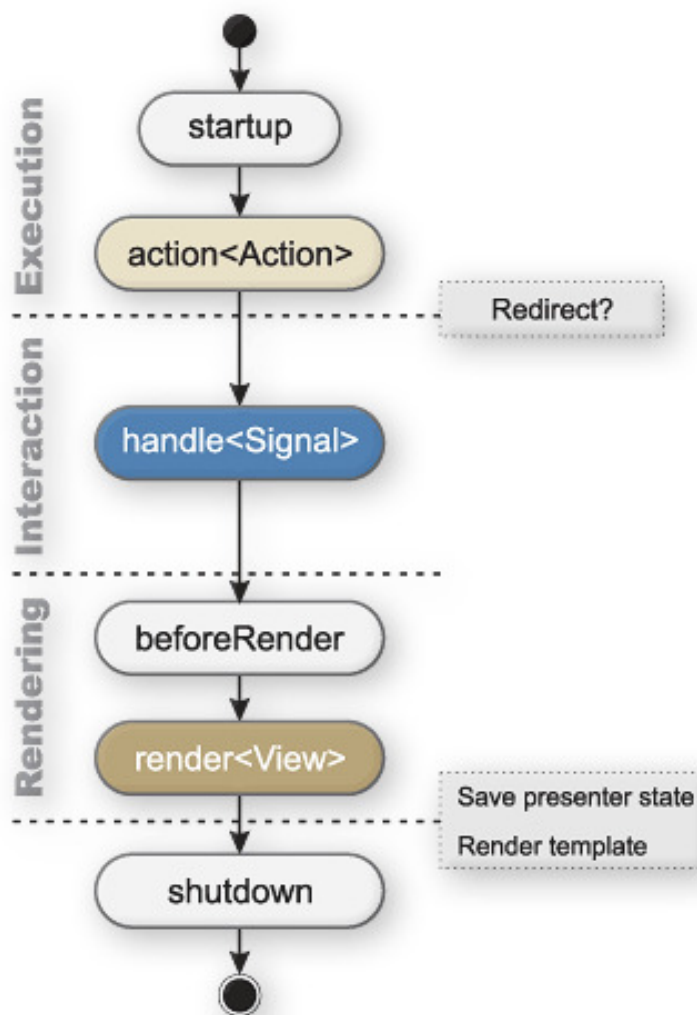 Execution
startup
action<Action>
Redirect?
Interaction
handle<Signal>
Rendering
beforeRender
render<View>
Save presenter state
Render template
shutdown